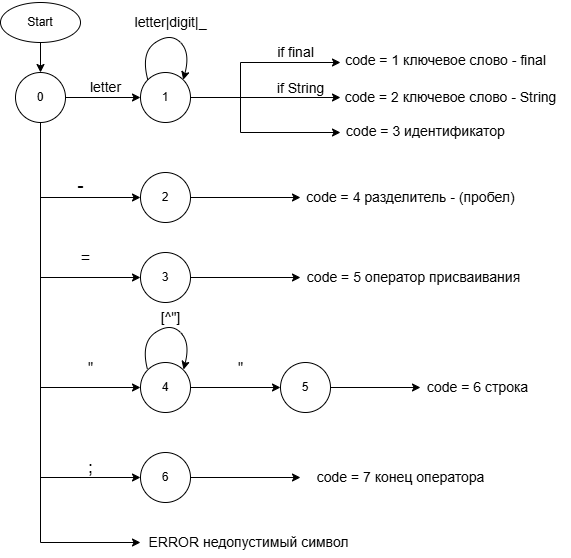 Start
letter|digit|_
if final
code = 1 ключевое слово - final
0
letter
1
if String
code = 2 ключевое слово - String
code = 3 идентификатор
-
2
code = 4 разделитель - (пробел)
=
3
code = 5 оператор присваивания
[^"]
"
4
"
5
code = 6 строка
;
6
code = 7 конец оператора
ERROR недопустимый символ